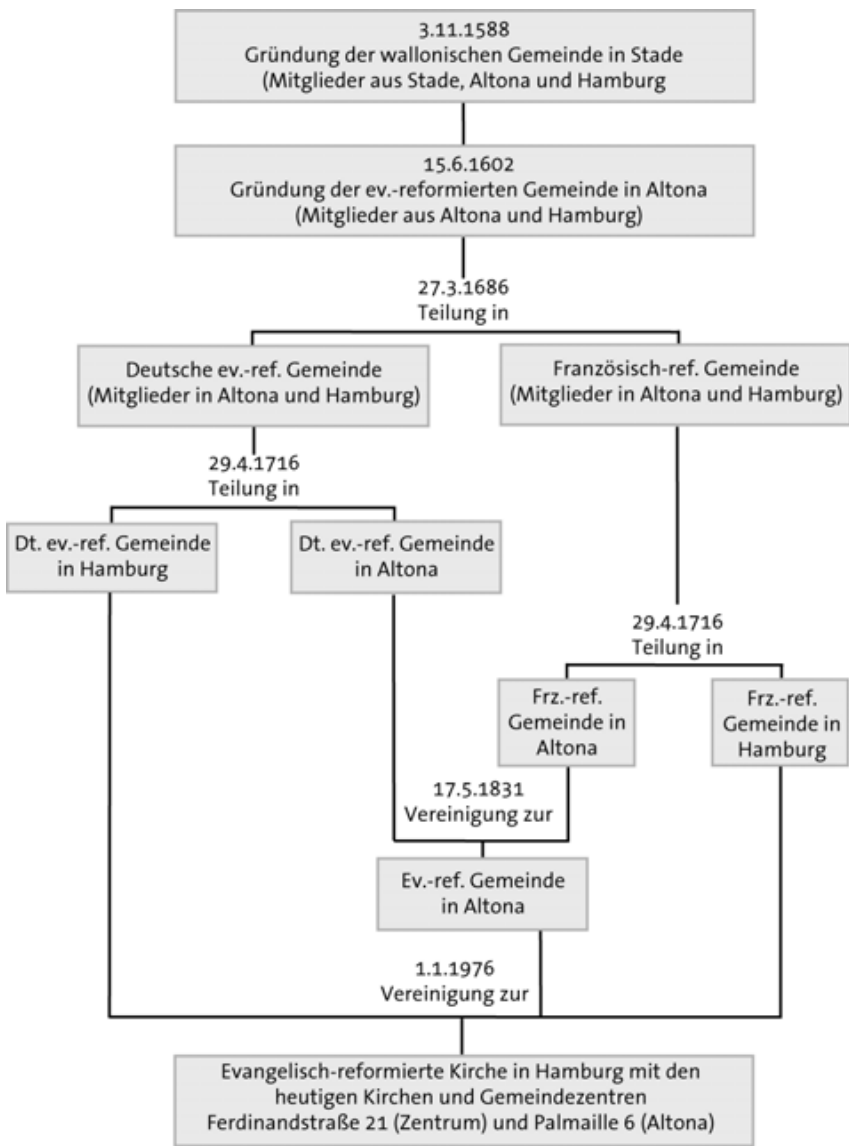 3.11.1588
Gründung der wallonischen Gemeinde in Stade
(Mitglieder aus Stade, Altona und Hamburg
15.6.1602
Gründung der ev.-reformierten Gemeinde in Altona
(Mitglieder aus Altona und Hamburg)
27.3.1686
Teilung in
Deutsche ev.-ref. Gemeinde
(Mitglieder in Altona und Hamburg)
Französisch-ref. Gemeinde
(Mitglieder in Altona und Hamburg)
29.4.1716
Teilung in
Dt. ev.-ref. Gemeinde
in Hamburg
Dt. ev.-ref. Gemeinde
in Altona
29.4.1716
Teilung in
Frz.-ref.
Gemeinde in
Altona
Frz.-ref.
Gemeinde in
Hamburg
17.5.1831
Vereinigung zur
Ev.-ref. Gemeinde
in Altona
1.1.1976
Vereinigung zur
Evangelisch-reformierte Kirche in Hamburg mit den
heutigen Kirchen und Gemeindezentren
Ferdinandstraße 21 (Zentrum) und Palmaille 6 (Altona)